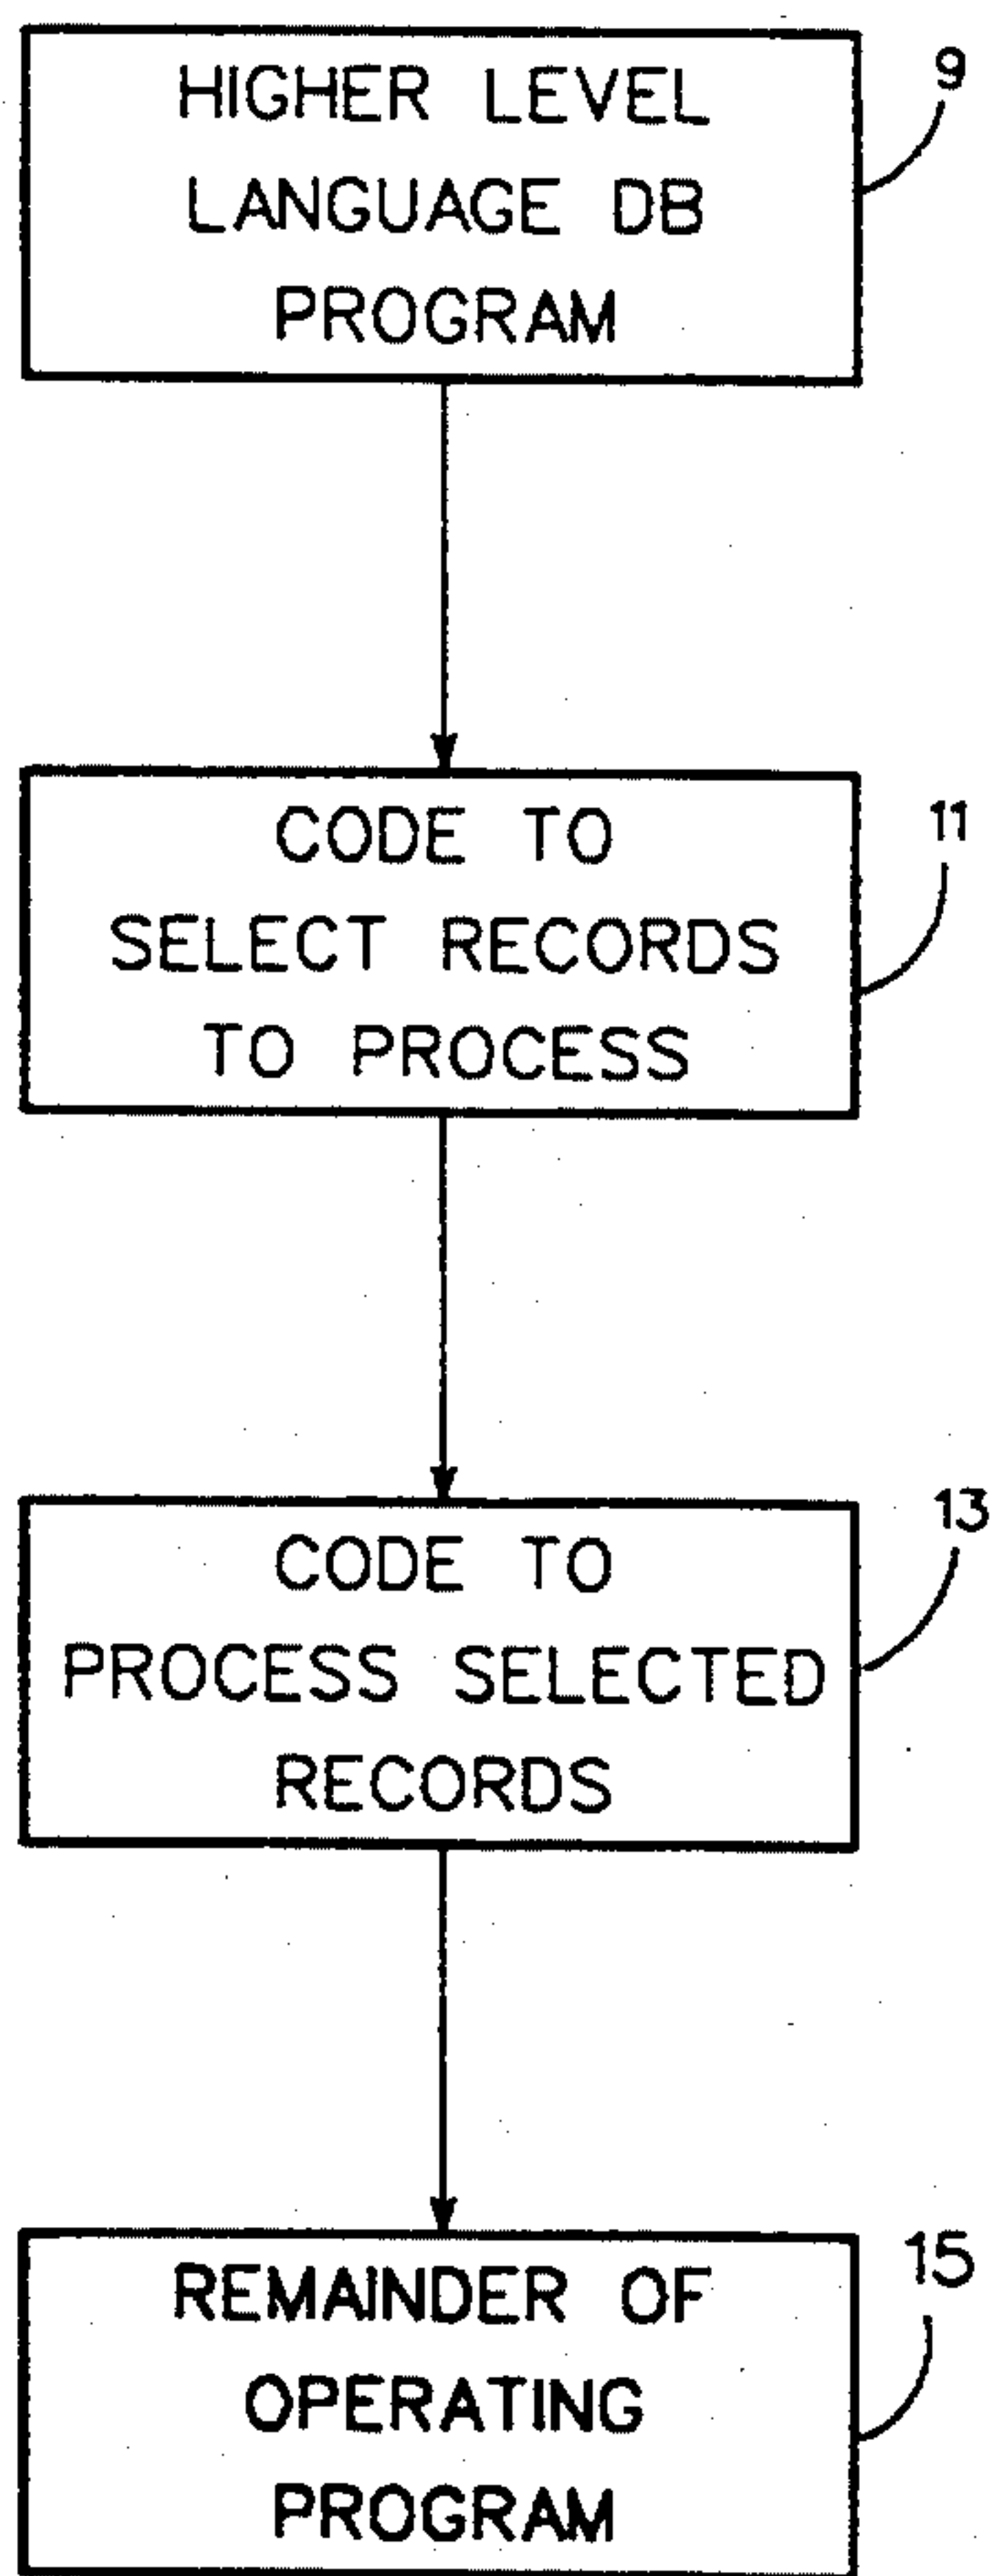 HIGHER LEVEL
LANGUAGE DB
PROGRAM
9
CODE TO
SELECT RECORDS
TO PROCESS
11
CODE TO
PROCESS SELECTED
RECORDS
13
REMAINDER OF
OPERATING
PROGRAM
15